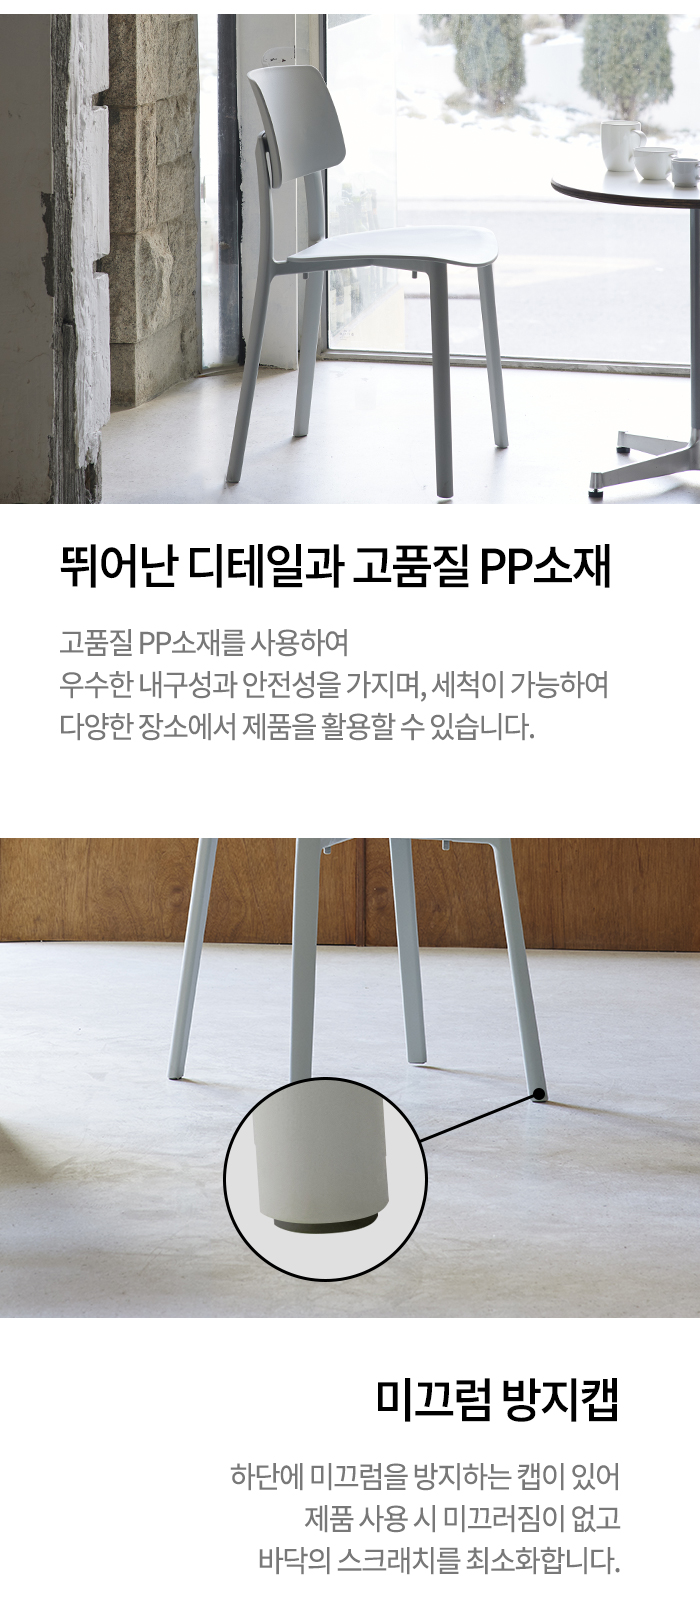 뛰어난 디테일과 고품질 PP소재
고품질 PP소재를 사용하여
우수한 내구성과 안전성을 가지며, 세척이 가능하여
다양한 장소에서 제품을 활용할 수 있습니다.
미끄럼 방지캡
하단에 미끄럼을 방지하는 캡이 있어
제품 사용 시 미끄러짐이 없고
바닥의 스크래치를 최소화합니다.